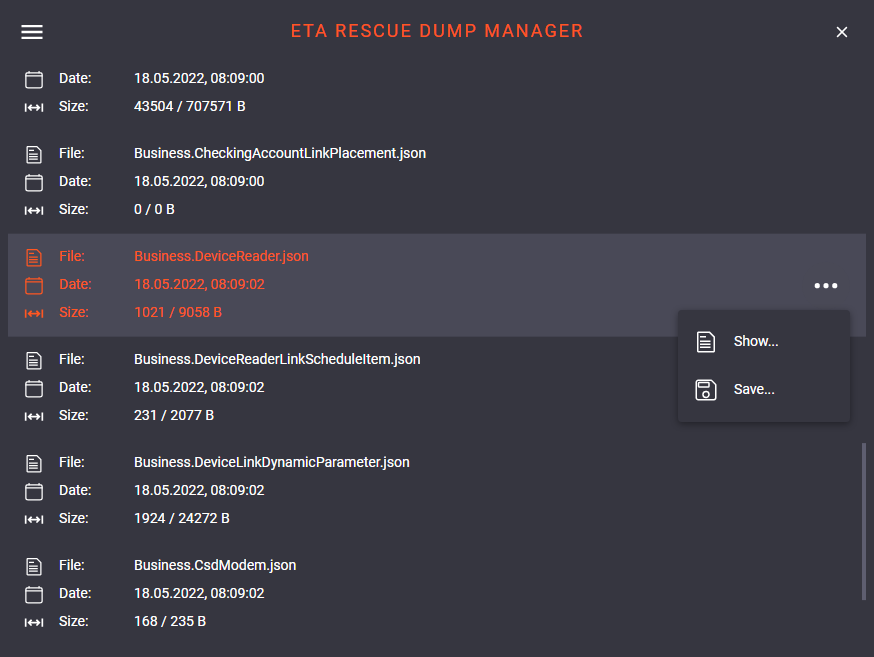 ETA RESCUE DUMP MANAGER
Date: 18.05.2022, 08:09:00
Size: 43504 / 707571 B
File: Business.CheckingAccountLinkPlacement.json
Date: 18.05.2022, 08:09:00
Size: 0 / 0 B
File: Business.DeviceReader.json
Date: 18.05.2022, 08:09:02
Size: 1021 / 9058 B
Show...
Save...
File: Business.DeviceReaderLinkScheduleItem.json
Date: 18.05.2022, 08:09:02
Size: 231 / 2077 B
File: Business.DeviceLinkDynamicParameter.json
Date: 18.05.2022, 08:09:02
Size: 1924 / 24272 B
File: Business.CsdModem.json
Date: 18.05.2022, 08:09:02
Size: 168 / 235 B